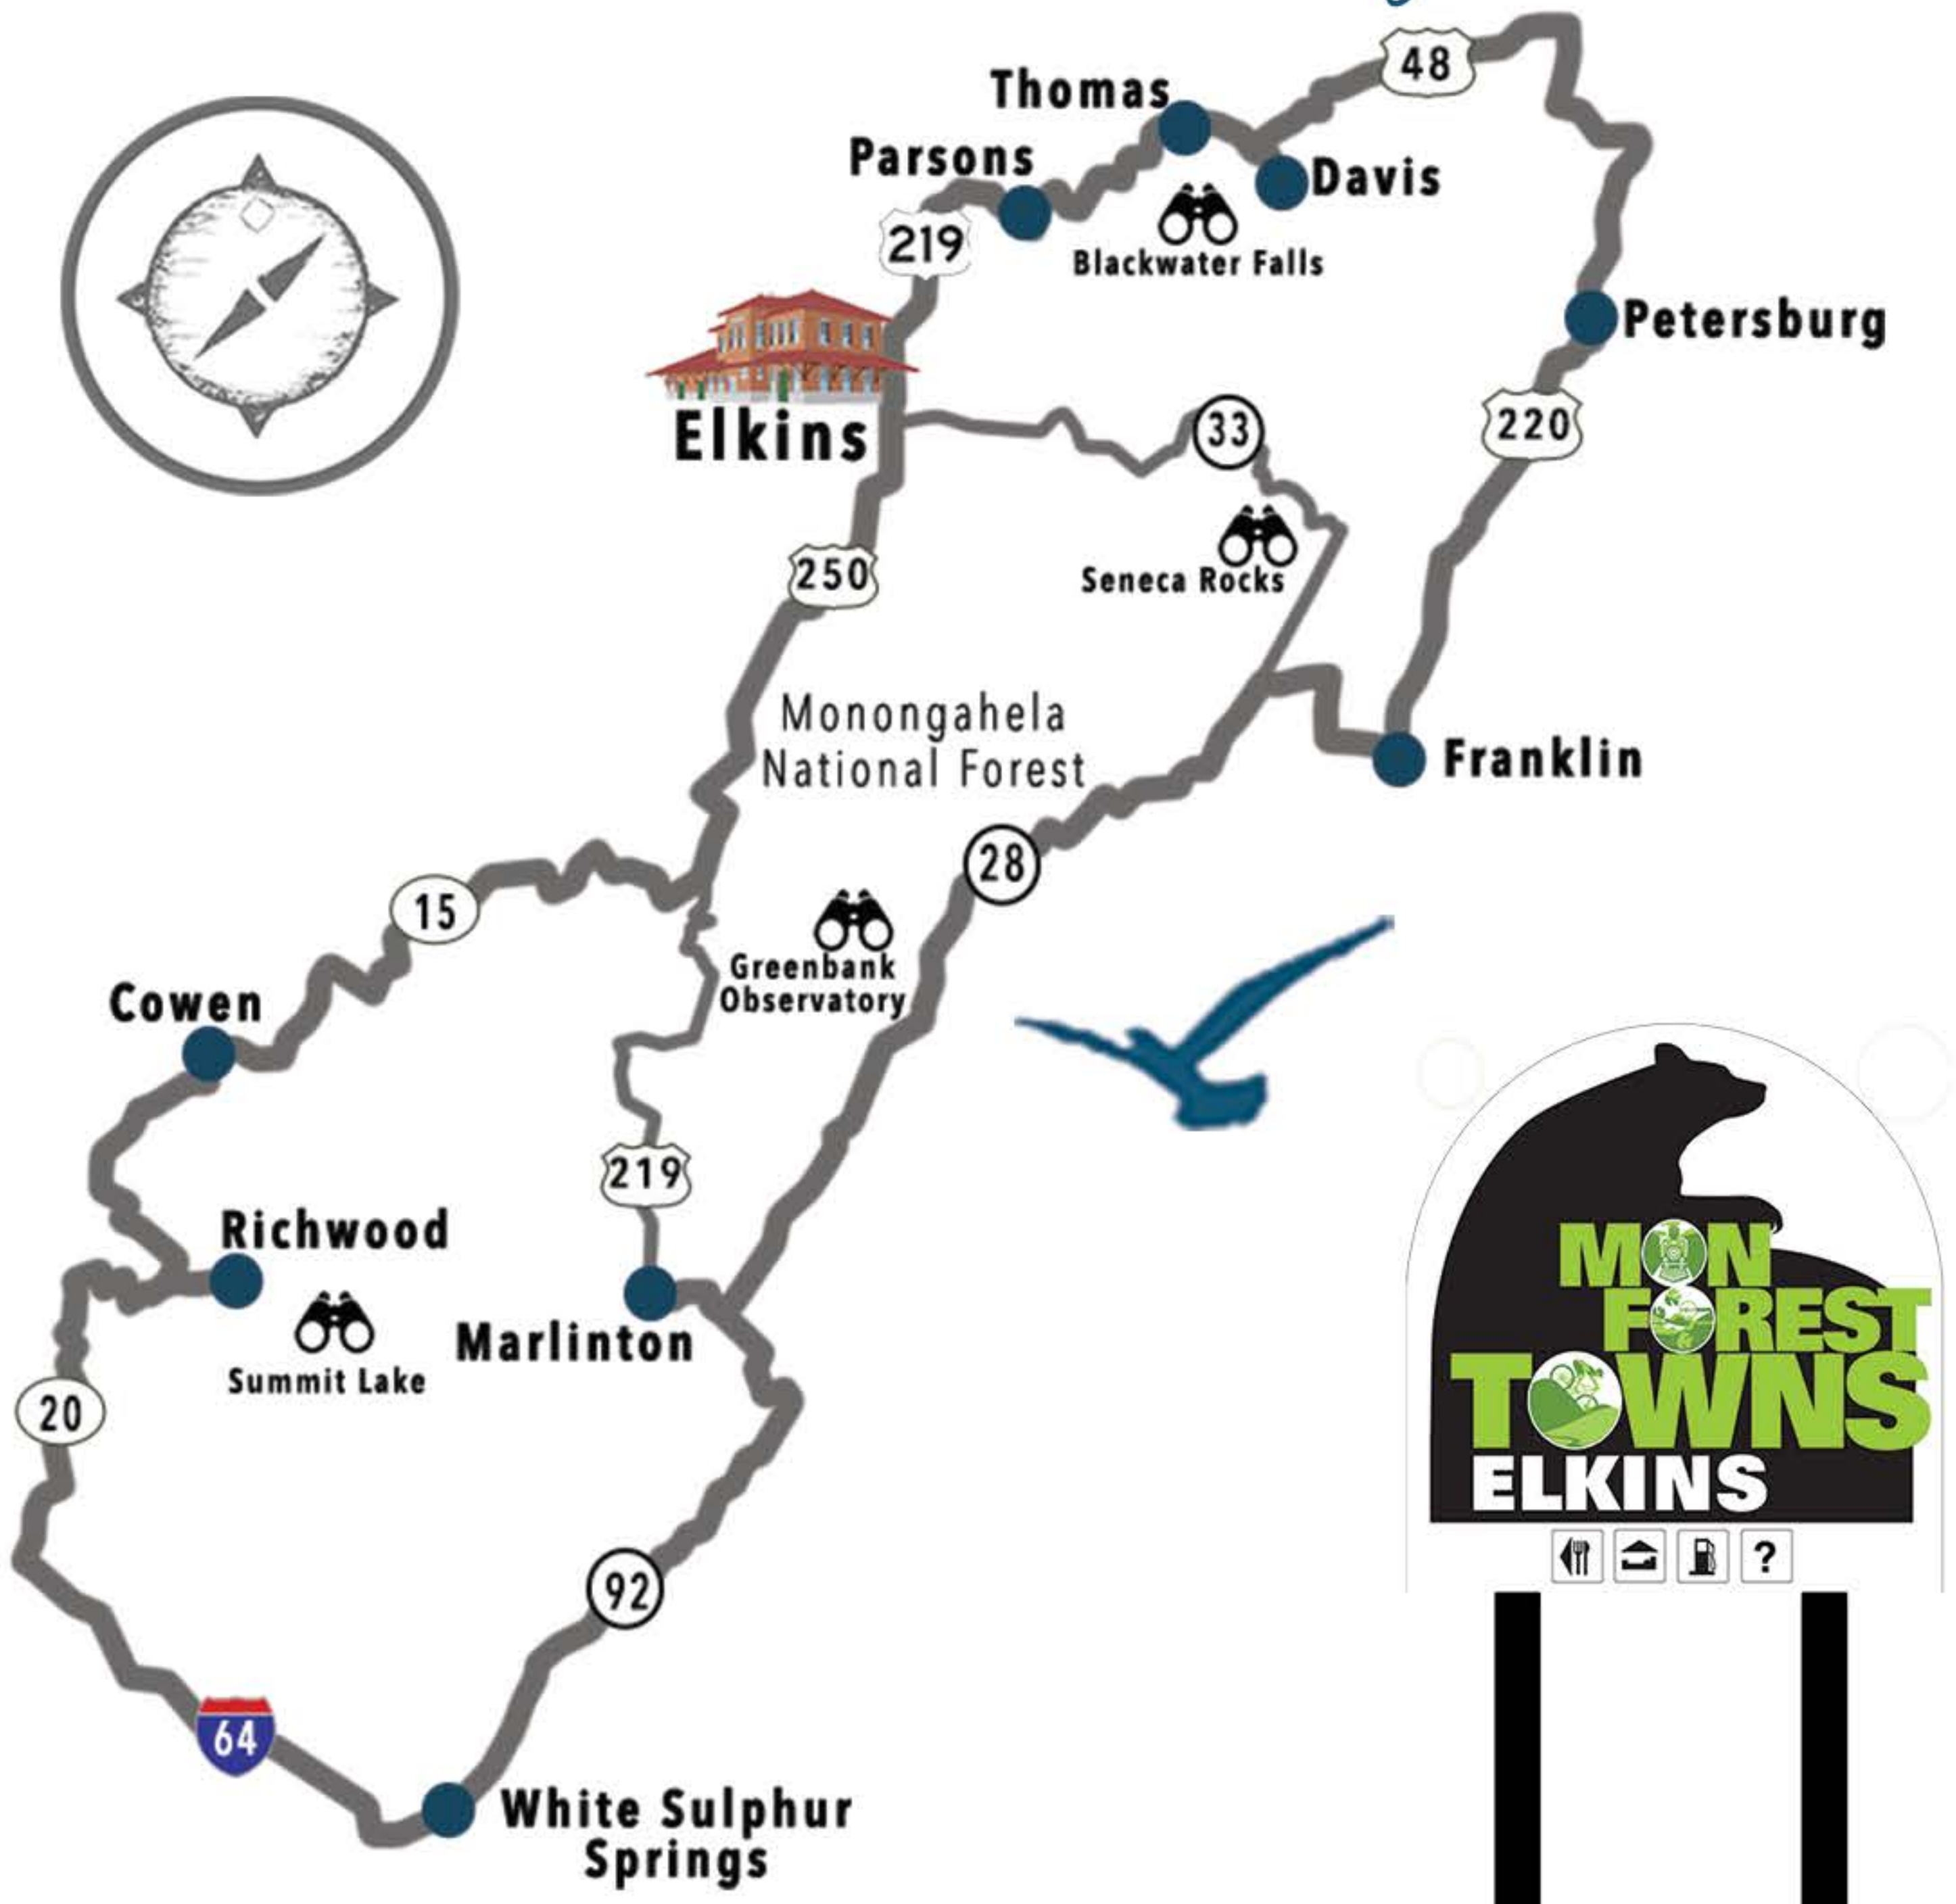 48
Thomas
Parsons
Davis
219
Blackwater Falls
Petersburg
Elkins
33
220
Seneca Rocks
250
Monongahela
National Forest
Franklin
28
15
Greenbank
Observatory
Cowen
219
Richwood
Marlinton
Summit Lake
20
92
64
White Sulphur
Springs
MON
FOREST
TOWNS
ELKINS
?